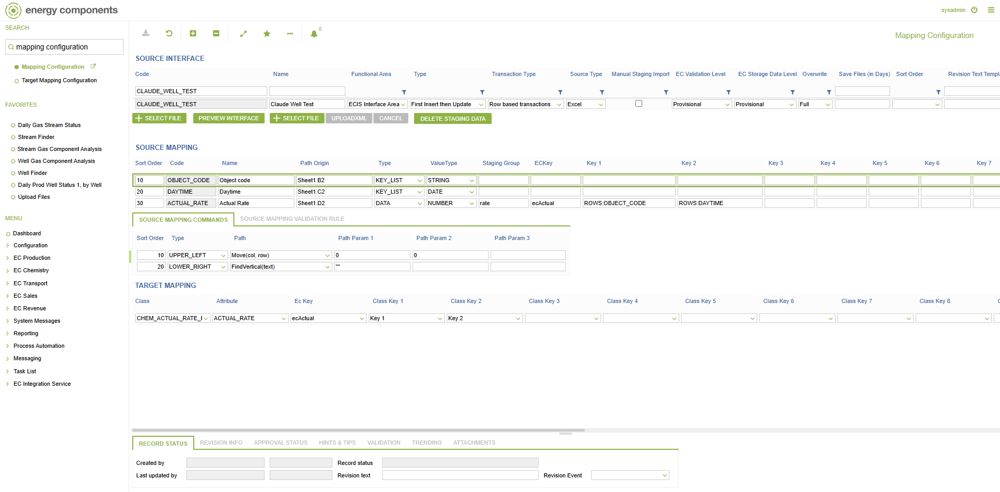 energy components
sysadmin
SEARCH
mapping configuration
Mapping Configuration
Target Mapping Configuration
FAVORITES
Daily Gas Stream Status
Stream Finder
Stream Gas Component Analysis
Well Gas Component Analysis
Well Finder
Daily Prod Well Status 1, by Well
Upload Files
MENU
Dashboard
Configuration
EC Production
EC Chemistry
EC Transport
EC Sales
EC Revenue
System Messages
Reporting
Process Automation
Messaging
Task List
EC Integration Service
0
Mapping Configuration
SOURCE INTERFACE
Code Name Functional Area Type Transaction Type Source Type Manual Staging Import EC Validation Level EC Storage Data Level Overwrite Save Files (in Days) Sort Order Revision Text Templa
CLAUDE_WELL_TEST
CLAUDE_WELL_TEST Claude Well Test ECIS Interface Area First Insert then Update Row based transactions Excel Provisional Provisional Full
SELECT FILE PREVIEW INTERFACE SELECT FILE UPLOADXML CANCEL DELETE STAGING DATA
SOURCE MAPPING
Sort Order Code Name Path Origin Type ValueType Staging Group ECKey Key 1 Key 2 Key 3 Key 4 Key 5 Key 6 Key 7
10 OBJECT_CODE Object code Sheet1.B2 KEY_LIST STRING
20 DAYTIME Daytime Sheet1.C2 KEY_LIST DATE
30 ACTUAL_RATE Actual Rate Sheet1.D2 DATA NUMBER rate ecActual ROWS:OBJECT_CODE ROWS:DAYTIME
SOURCE MAPPING COMMANDS SOURCE MAPPING VALIDATION RULE
Sort Order Type Path Path Param 1 Path Param 2 Path Param 3
10 UPPER_LEFT Move(col, row) 0 0
20 LOWER_RIGHT FindVertical(text) ""
TARGET MAPPING
Class Attribute Ec Key Class Key 1 Class Key 2 Class Key 3 Class Key 4 Class Key 5 Class Key 6 Class Key 7 Class Key 8 C
CHEM_ACTUAL_RATE_ ACTUAL_RATE ecActual Key 1 Key 2
RECORD STATUS REVISION INFO APPROVAL STATUS HINTS & TIPS VALIDATION TRENDING ATTACHMENTS
Created by Record status
Last updated by Revision text Revision Event